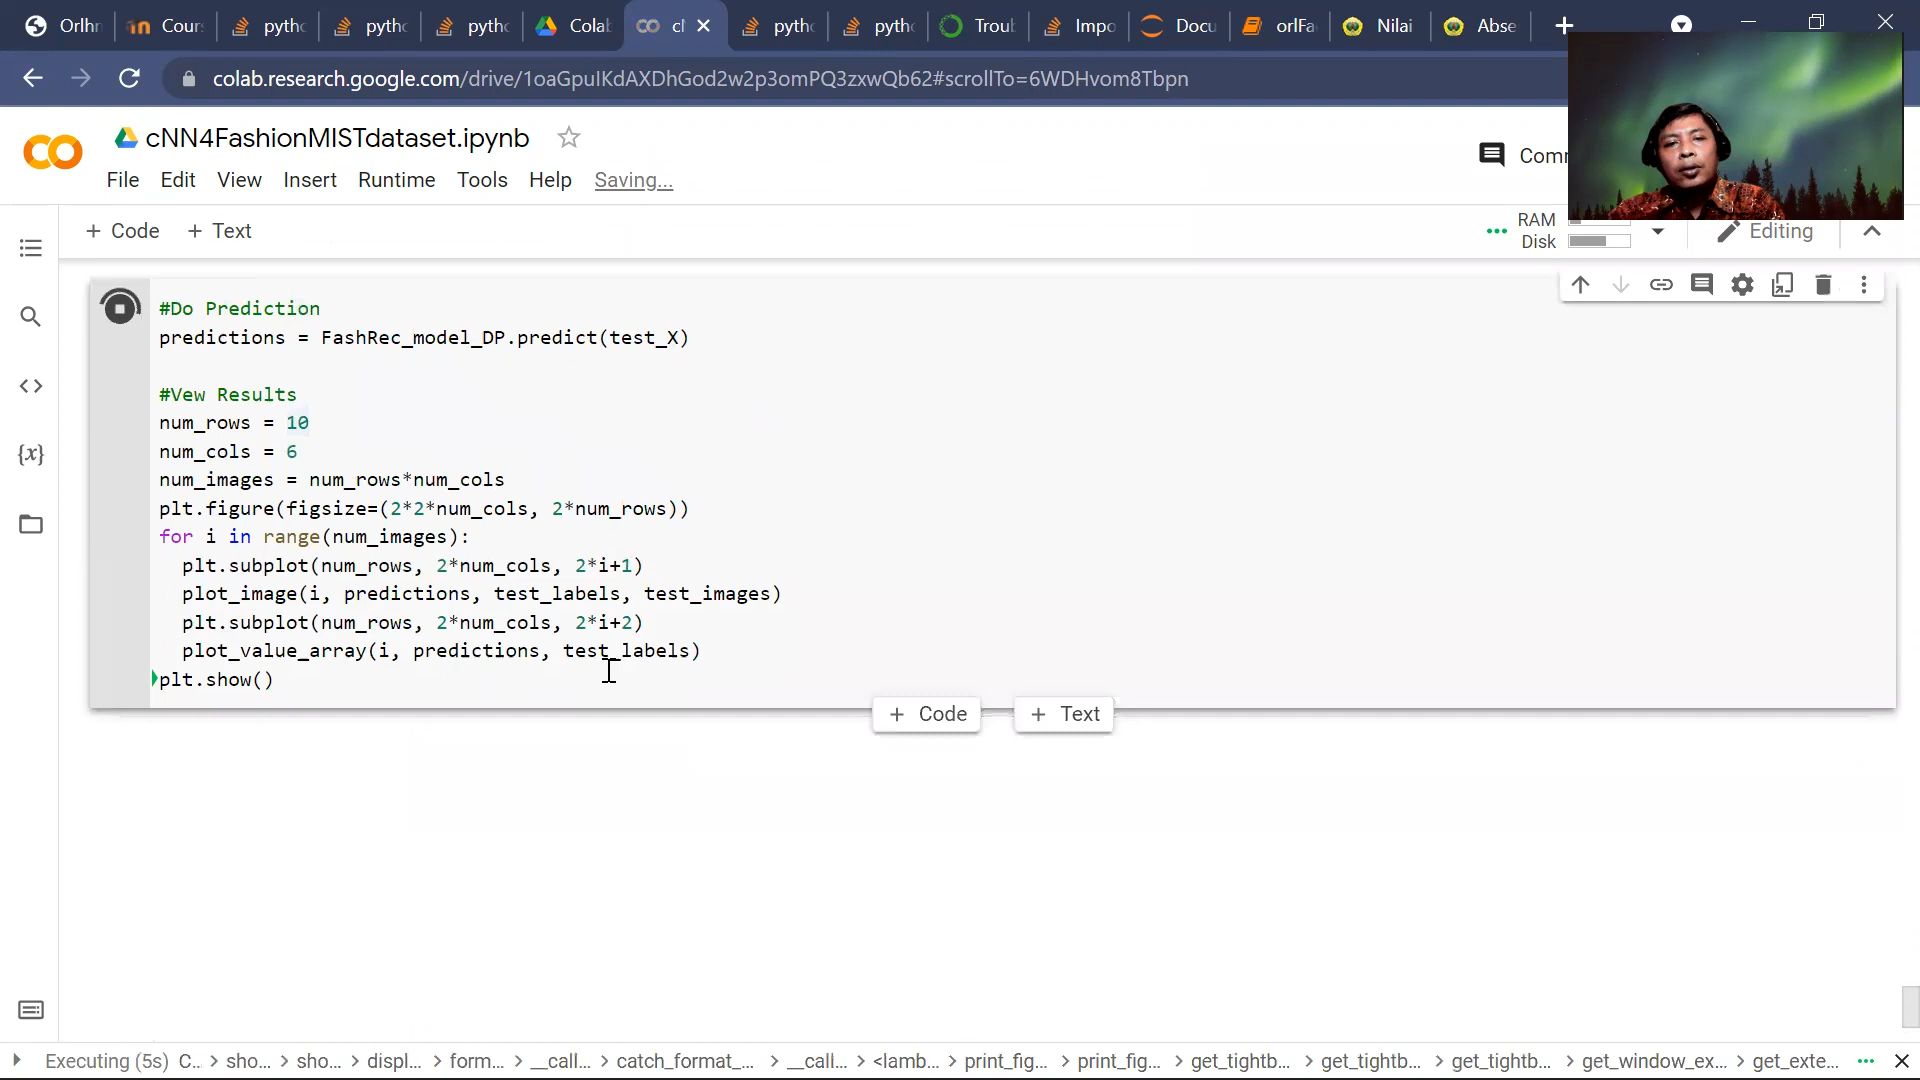 Orlhr Cour pytho pytho pytho Colab cl pytho pytho Troub Impo Docu orlFa Nilai Abse
colab.research.google.com/drive/1oaGpuIKdAXDhGod2w2p3omPQ3zxwQb62#scrollTo=6WDHvom8Tbpn
CO cNN4FashionMISTdataset.ipynb
Comm
File Edit View Insert Runtime Tools Help Saving...
+ Code + Text
RAM
Disk
Editing
#Do Prediction
predictions = FashRec_model_DP.predict(test_X)
#Vew Results
num_rows = 10
num_cols = 6
num_images = num_rows*num_cols
plt.figure(figsize=(2*2*num_cols, 2*num_rows))
for i in range(num_images):
plt.subplot(num_rows, 2*num_cols, 2*i+1)
plot_image(i, predictions, test_labels, test_images)
plt.subplot(num_rows, 2*num_cols, 2*i+2)
plot_value_array(i, predictions, test_labels)
plt.show()
+ Code + Text
Executing (5s) C... > sho... > sho... > displ... > form... > __call... > catch_format_... > __call... > <lamb... > print_fig... > print_fig... > get_tightb... > get_tightb... > get_tightb... > get_window_ex... > get_exte... ...